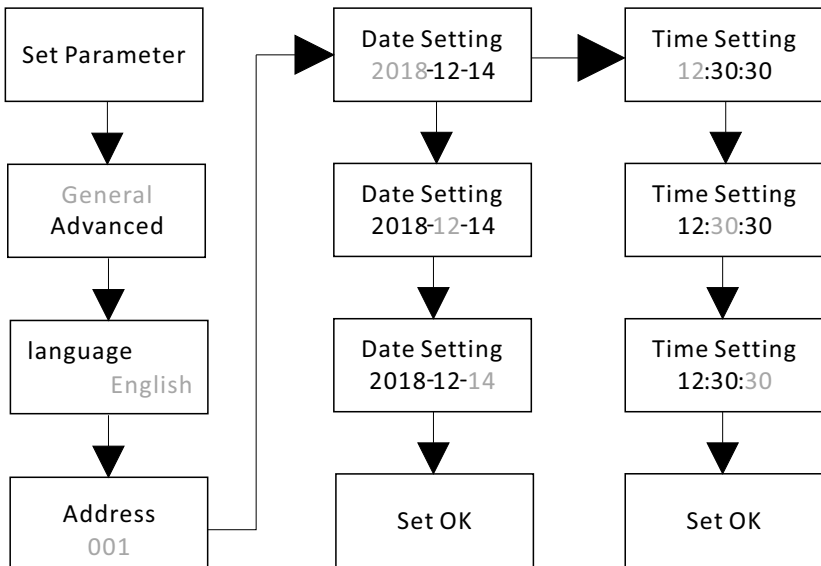 Set Parameter
General
Advanced
language
English
Address
001
Date Setting
2018-12-14
Date Setting
2018-12-14
Date Setting
2018-12-14
Set OK
Time Setting
12:30:30
Time Setting
12:30:30
Time Setting
12:30:30
Set OK